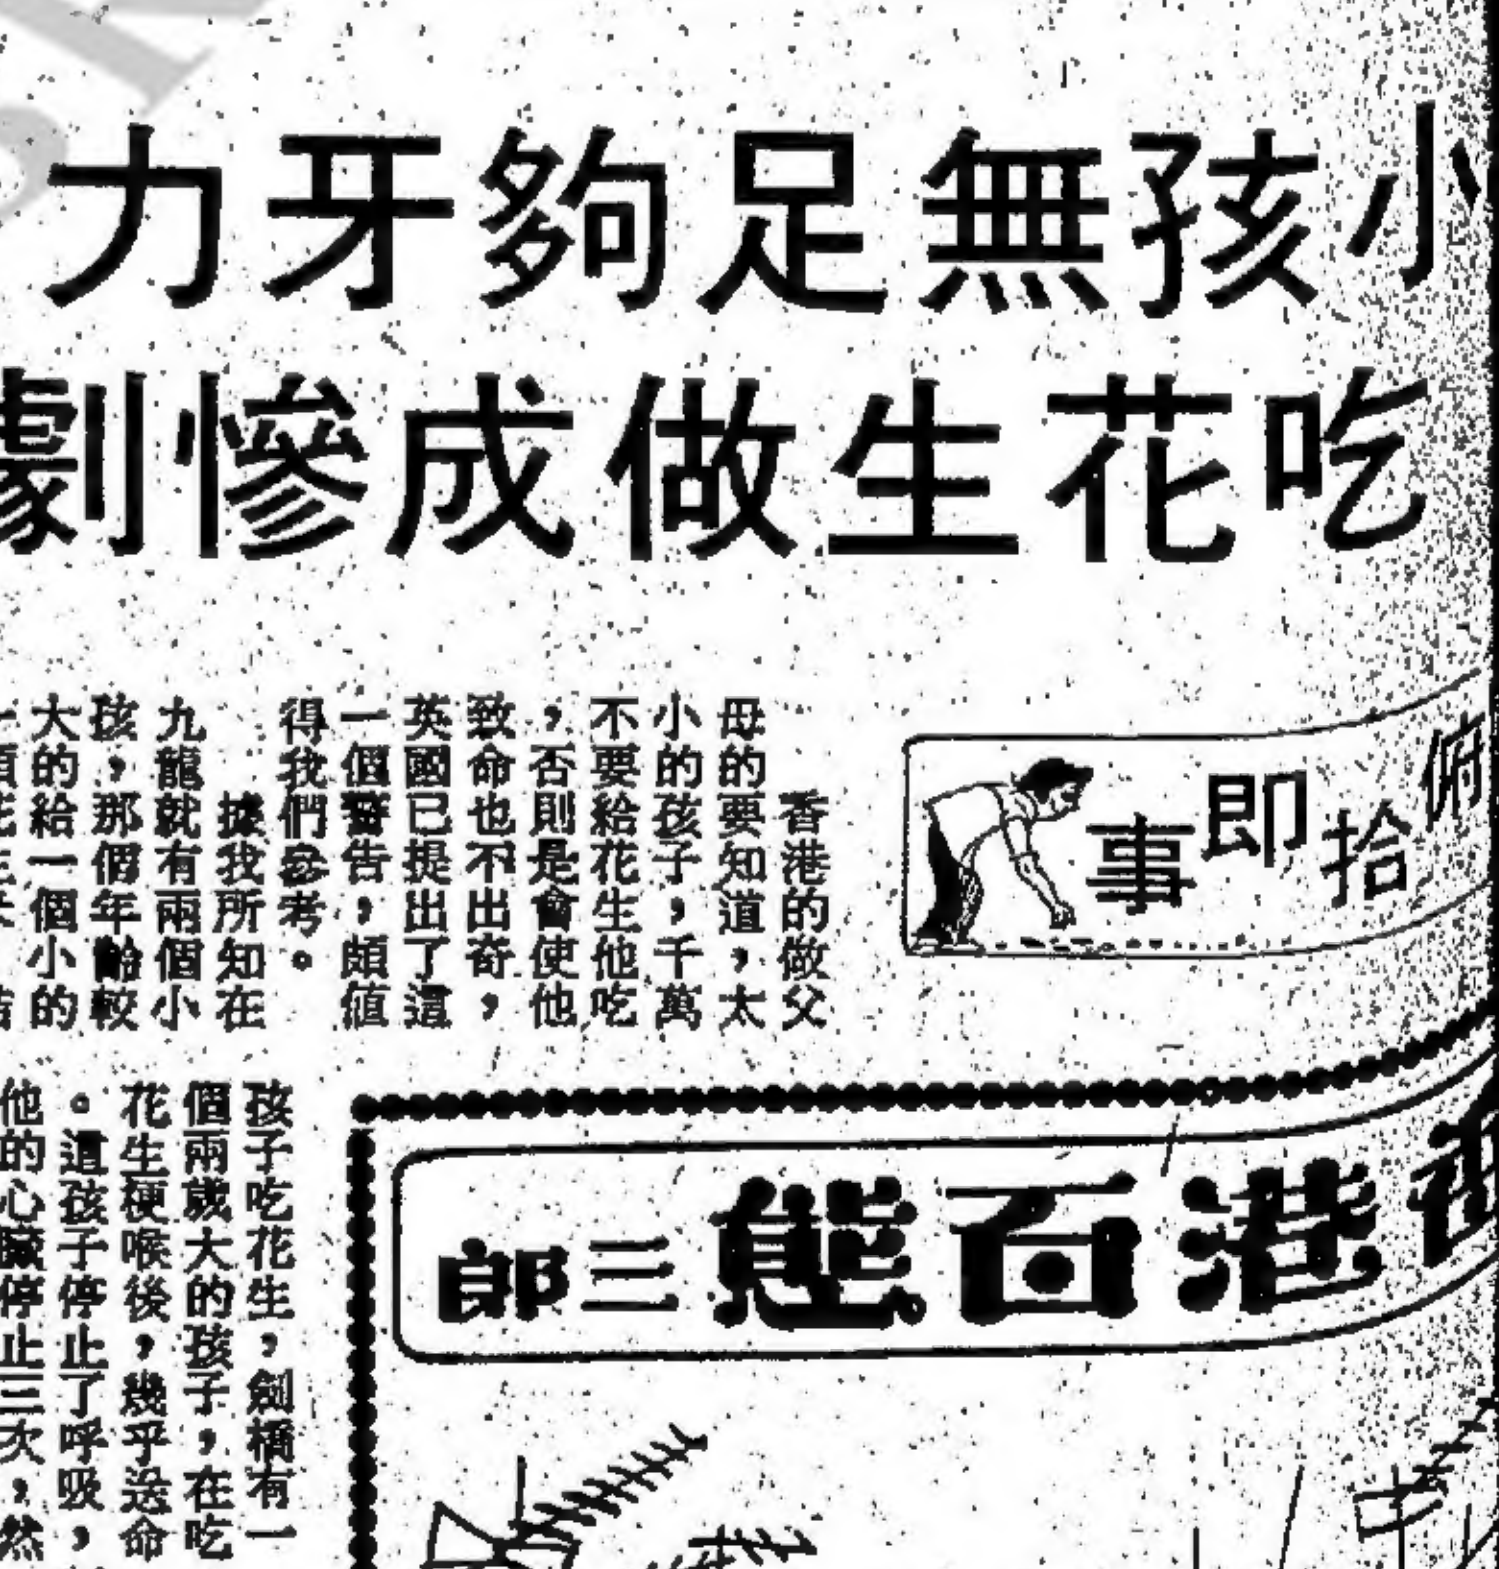 小孩無足夠牙力
吃花生做成慘劇
俯拾即事
香港的做父
母的要知道，太
小的孩子，千萬
不要給花生他吃
，否則是會使他
致命也不出奇，
英國已提出了這
一個警告，頗值
得我們參考。
據我所知在
九龍就有兩個小
孩，那個年齡較
大的給一個小的
孩子吃花生，劍橋有一
個兩歲大的孩子，在吃
花生梗喉後，幾乎送命
。這孩子停止了呼吸，
他的心臟停止三次，然
港百態
三郎